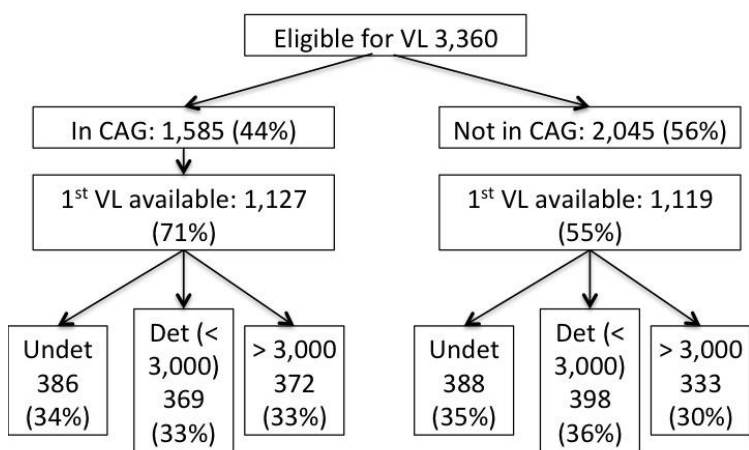 Eligible for VL 3,360
In CAG: 1,585 (44%)
Not in CAG: 2,045 (56%)
1st VL available: 1,127
(71%)
1st VL available: 1,119
(55%)
Undet
386
(34%)
Det (<
3,000)
369
(33%)
> 3,000
372
(33%)
Undet
388
(35%)
Det (<
3,000)
398
(36%)
> 3,000
333
(30%)